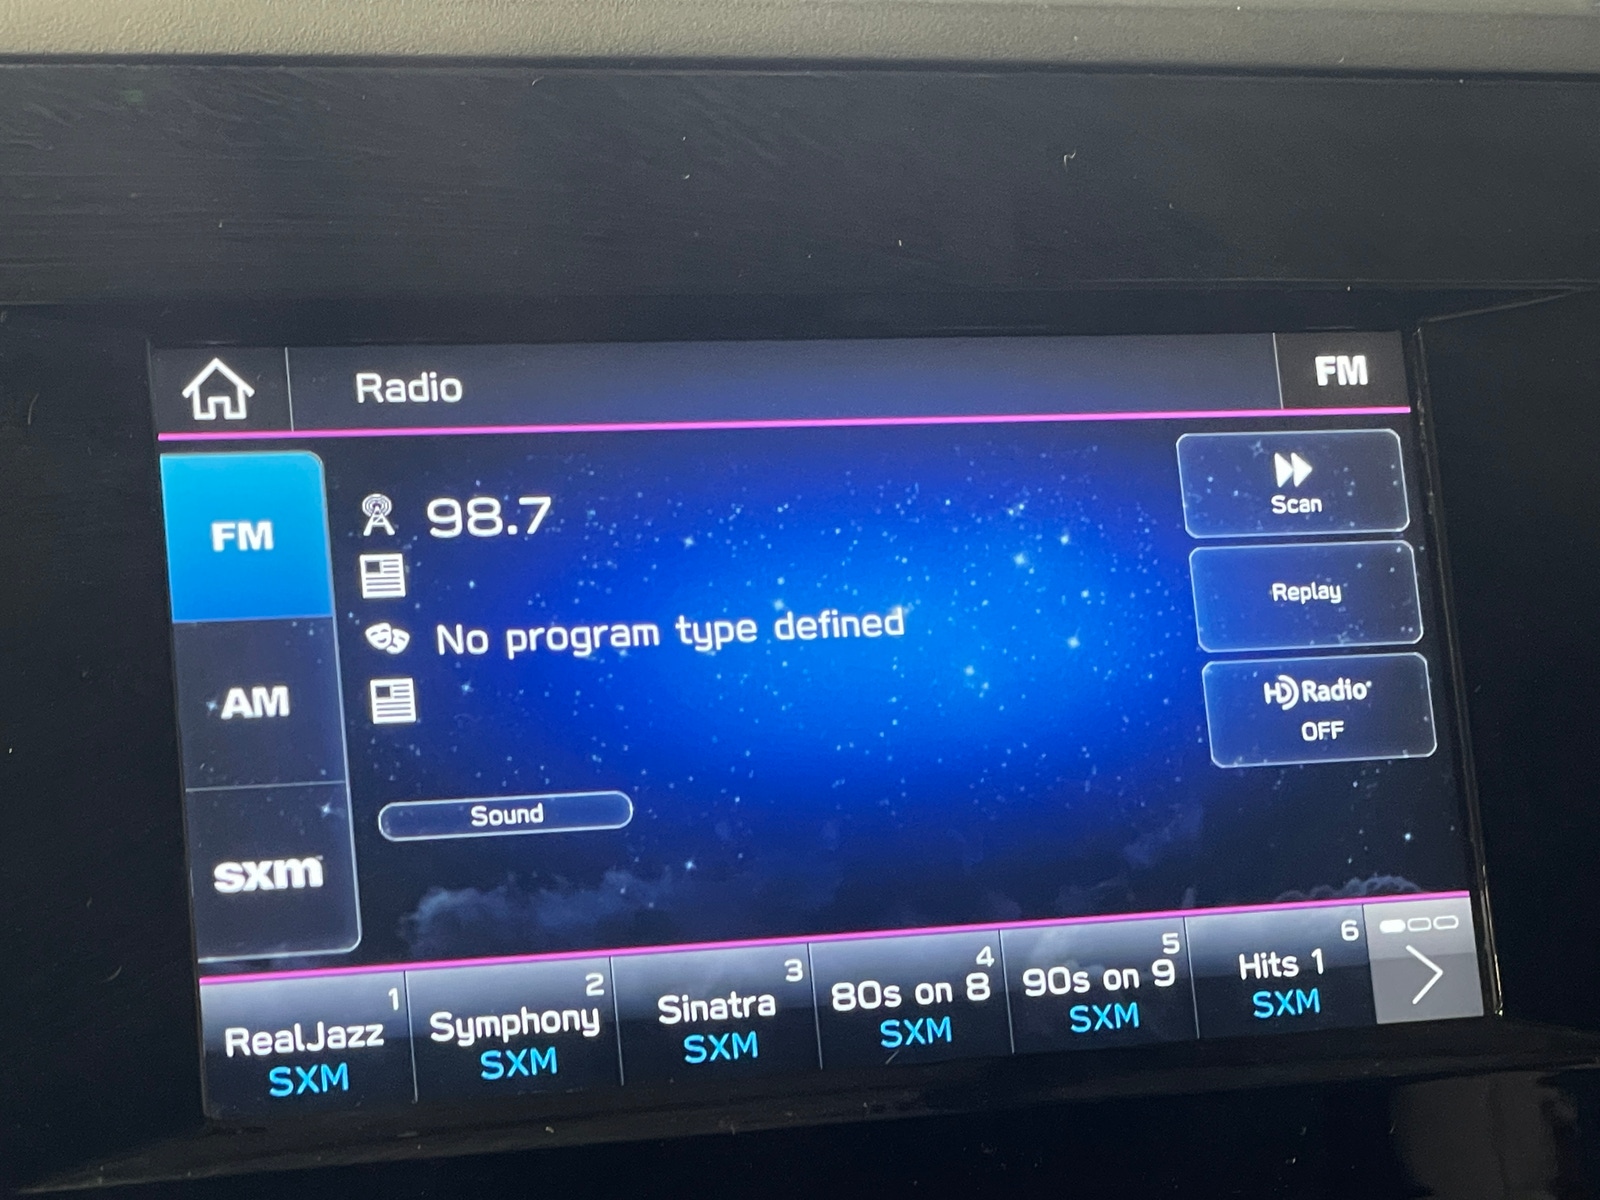 Radio
FM
FM
98.7
Scan
Replay
No program type defined
AM
HD Radio
OFF
Sound
sxm
1
RealJazz
SXM
2
Symphony
SXM
3
Sinatra
SXM
4
80s on 8
SXM
5
90s on 9
SXM
6
Hits 1
SXM